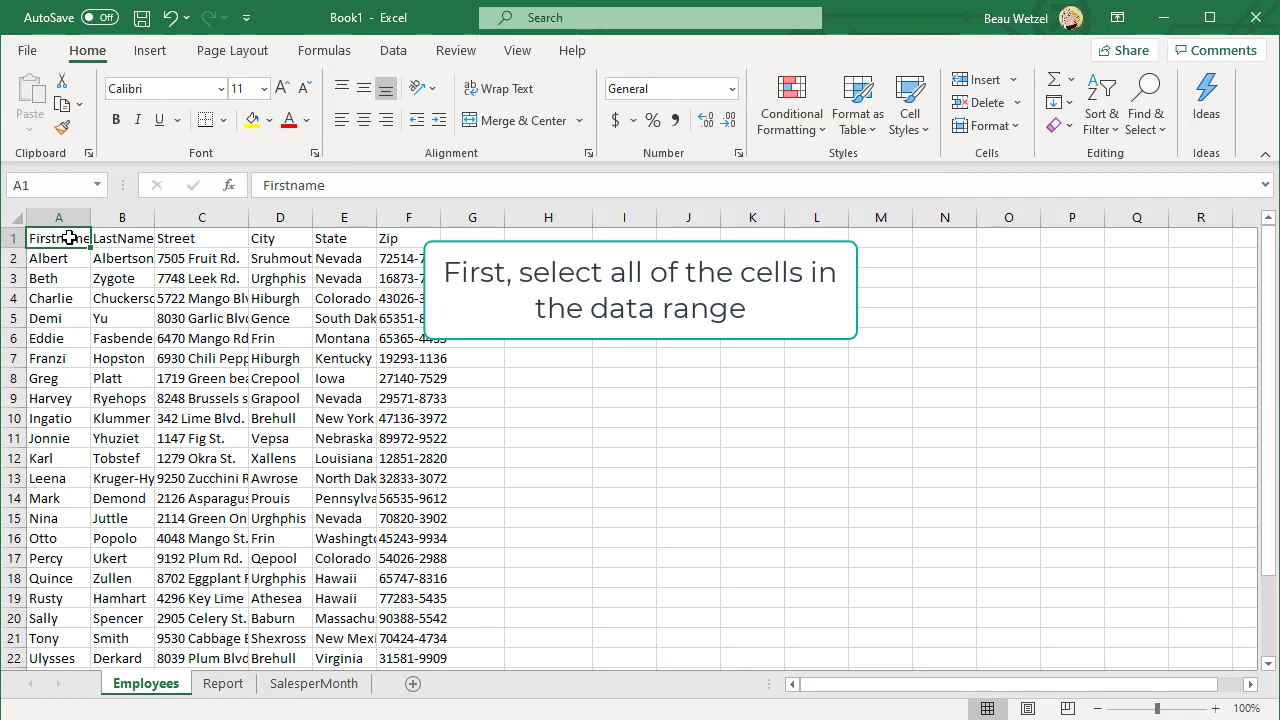 AutoSave Off Book1 - Excel Search Beau Wetzel
File Home Insert Page Layout Formulas Data Review View Help Share Comments
Calibri 11 Wrap Text General Insert
Paste B I U Merge & Center $ % Conditional Formatting Format as Table Cell Styles Delete Format Sort & Filter Find & Select Ideas
Clipboard Font Alignment Number Styles Cells Editing Ideas
A1 fx Firstname
A B C D E F G H I J K L M N O P Q R
1 LastName Street City State Zip
2 Albert Albertson 7505 Fruit Rd. Sruhmout Nevada 72514-7
3 Beth Zygote 7748 Leek Rd. Urghphis Nevada 16873-7
4 Charlie Chuckersc 5722 Mango Blv Hiburgh Colorado 43026-3
5 Demi Yu 8030 Garlic Blvd Gence South Dak 65351-8
6 Eddie Fasbende 6470 Mango Rd Frin Montana 65365-4435
7 Franzi Hopston 6930 Chili Pepp Hiburgh Kentucky 19293-1136
8 Greg Platt 1719 Green bea Crepool Iowa 27140-7529
9 Harvey Ryehops 8248 Brussels s Grapool Nevada 29571-8733
10 Ingatio Klummer 342 Lime Blvd. Brehull New York 47136-3972
11 Jonnie Yhuziet 1147 Fig St. Vepsa Nebraska 89972-9522
12 Karl Tobstef 1279 Okra St. Xallens Louisiana 12851-2820
13 Leena Kruger-Hy 9250 Zucchini R Awrose North Dak 32833-3072
14 Mark Demond 2126 Asparagus Prouis Pennsylva 56535-9612
15 Nina Juttle 2114 Green On Urghphis Nevada 70820-3902
16 Otto Popolo 4048 Mango St. Frin Washingt 45243-9934
17 Percy Ukert 9192 Plum Rd. Qepool Colorado 54026-2988
18 Quince Zullen 8702 Eggplant Urghphis Hawaii 65747-8316
19 Rusty Hamhart 4296 Key Lime Athesea Hawaii 77283-5435
20 Sally Spencer 2905 Celery St. Baburn Massachu 90388-5542
21 Tony Smith 9530 Cabbage Shexross New Mexi 70424-4734
22 Ulysses Derkard 8039 Plum Blvd Brehull Virginia 31581-9909
First, select all of the cells in
the data range
Employees Report SalesperMonth
100%